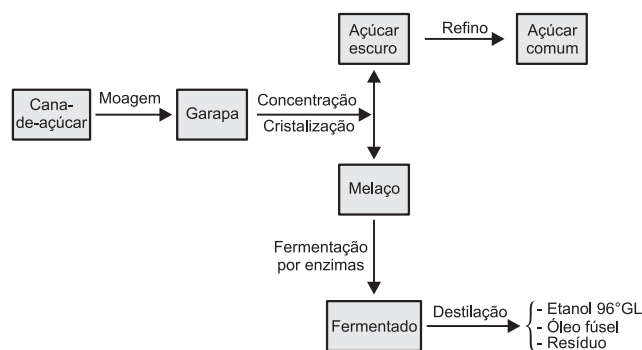 Açúcar
escuro
Refino
Açúcar
comum
Cana-
de-açúcar
Moagem
Garapa
Concentração
Cristalização
Melaço
Fermentação
por enzimas
Fermentado
Destilação
- Etanol 96°GL
- Óleo fúsel
- Resíduo